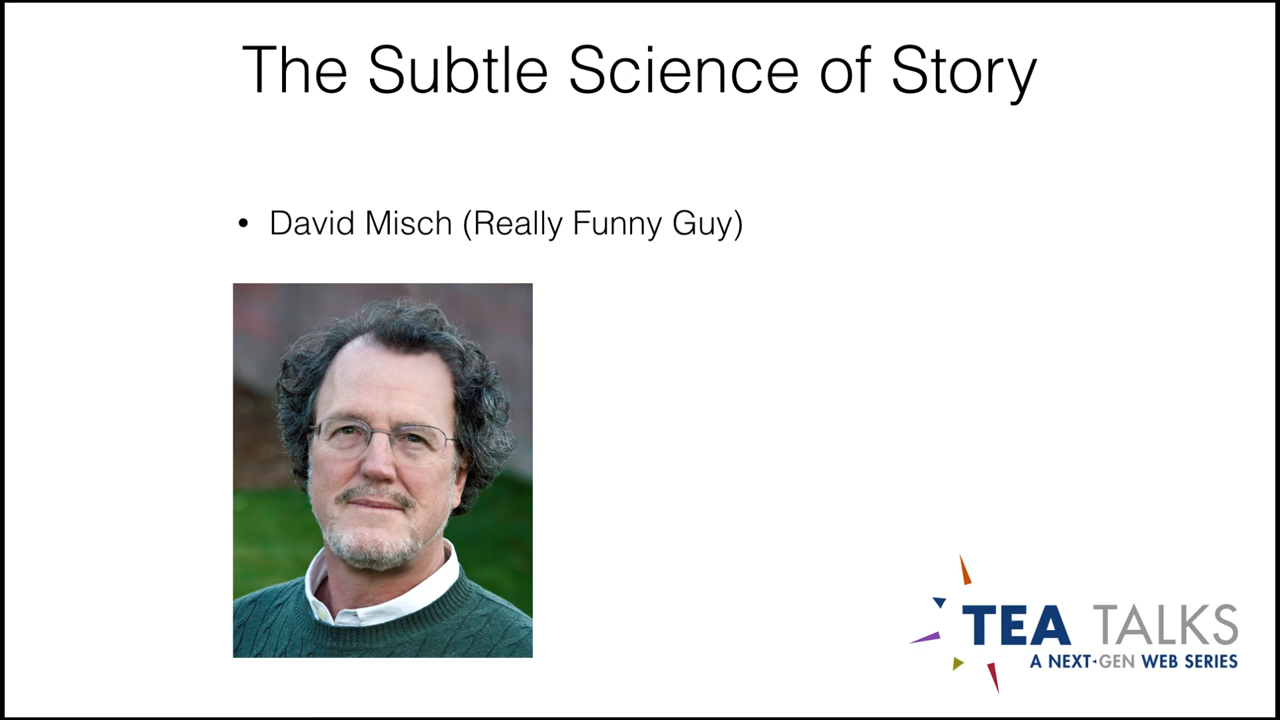 The Subtle Science of Story
• David Misch (Really Funny Guy)
TEA TALKS
A NEXT-GEN WEB SERIES